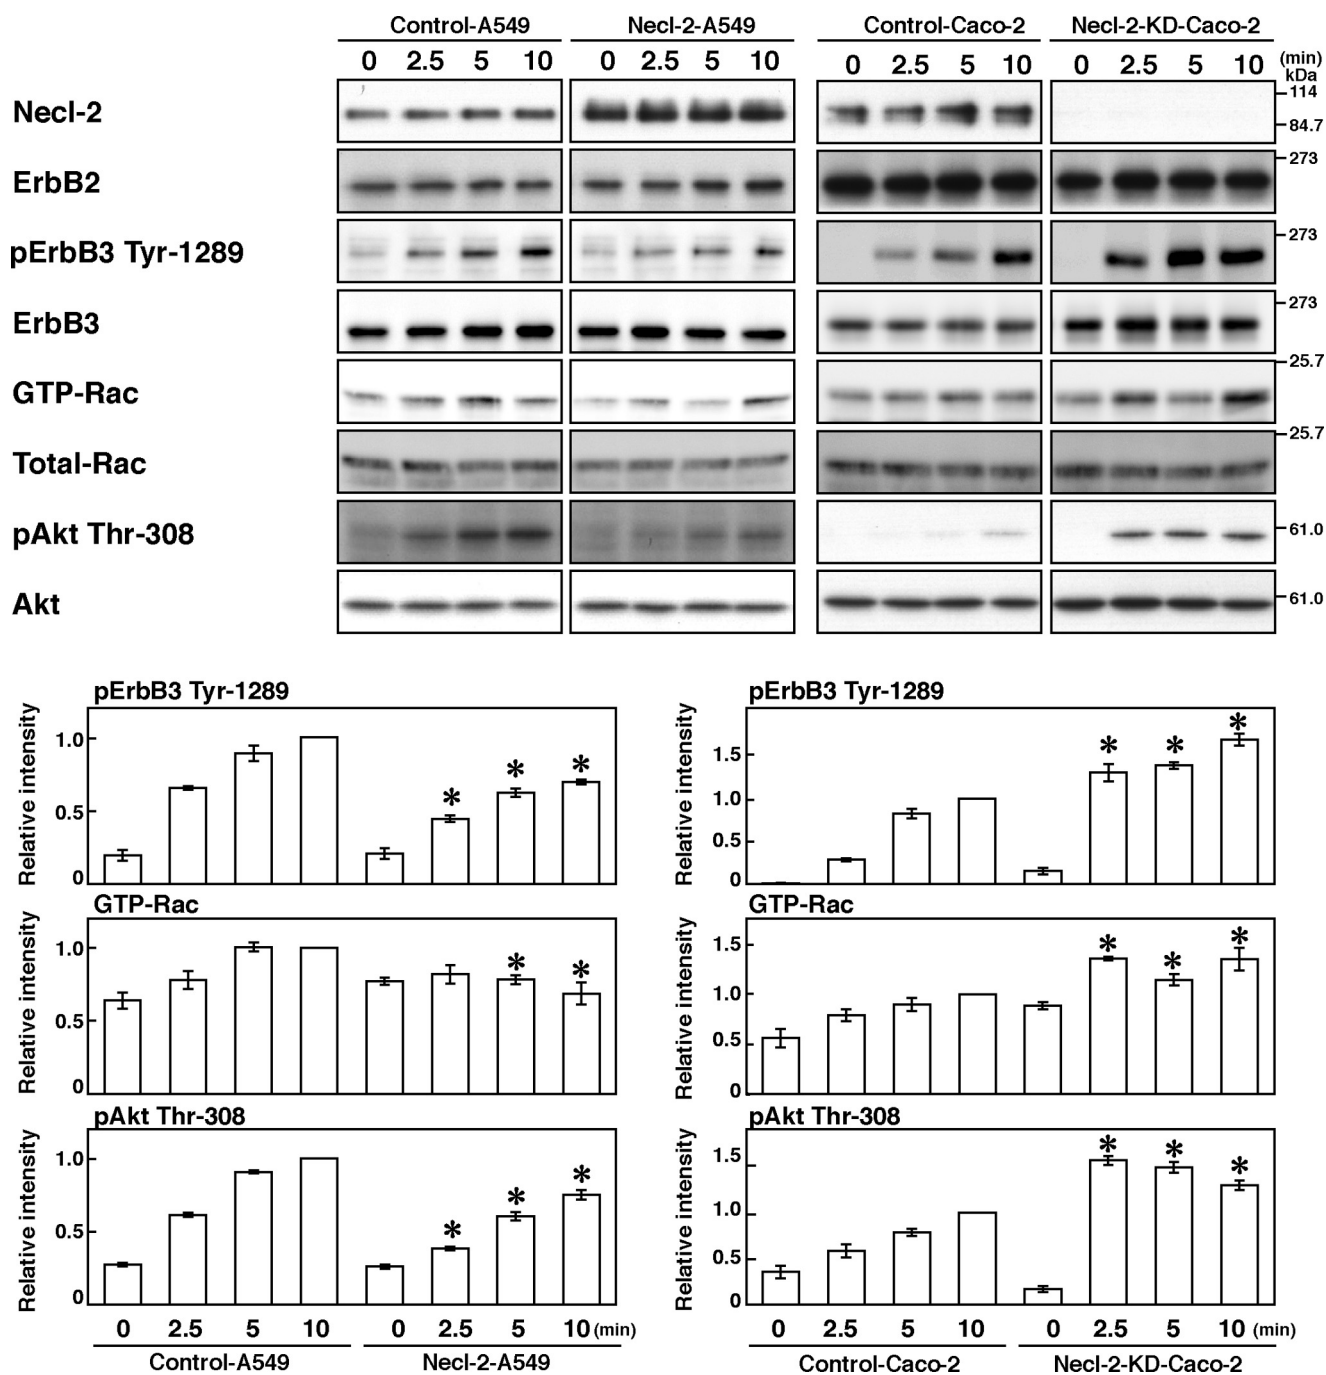 Control-A549 Necl-2-A549 Control-Caco-2 Necl-2-KD-Caco-2
0 2.5 5 10 0 2.5 5 10 0 2.5 5 10 0 2.5 5 10 (min)
kDa
Necl-2 114
84.7
ErbB2 273
pErbB3 Tyr-1289 273
ErbB3 273
GTP-Rac 25.7
Total-Rac 25.7
pAkt Thr-308 61.0
Akt 61.0
pErbB3 Tyr-1289
Relative intensity
1.0
0.5
0
* * *
pErbB3 Tyr-1289
Relative intensity
1.5
1.0
0.5
0
* * *
GTP-Rac
Relative intensity
1.0
0.5
0
* *
GTP-Rac
Relative intensity
1.5
1.0
0.5
0
* * *
pAkt Thr-308
Relative intensity
1.0
0.5
0
* * *
0 2.5 5 10 0 2.5 5 10 (min)
Control-A549 Necl-2-A549
pAkt Thr-308
Relative intensity
1.5
1.0
0.5
0
* * *
0 2.5 5 10 0 2.5 5 10 (min)
Control-Caco-2 Necl-2-KD-Caco-2